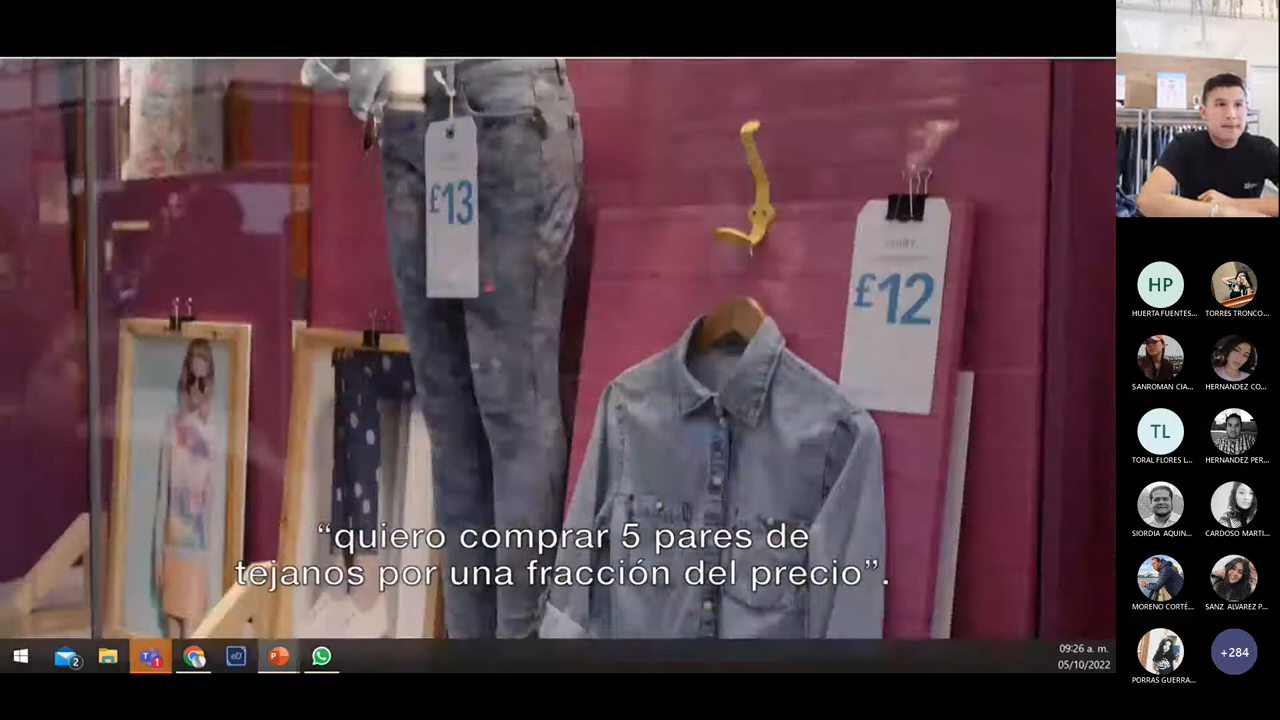 £13
£12
“quiero comprar 5 pares de
tejanos por una fracción del precio”.
2
1
09:26 a. m.
05/10/2022
HP
HUERTA FUENTES...
TORRES TRONCO...
SANROMAN CIA...
HERNANDEZ CO...
TL
TORAL FLORES L...
HERNANDEZ PER...
SIORDIA AQUIN...
CARDOSO MARTI...
MORENO CORTÉ...
SANZ ALVAREZ P...
PORRAS GUERRA...
+284